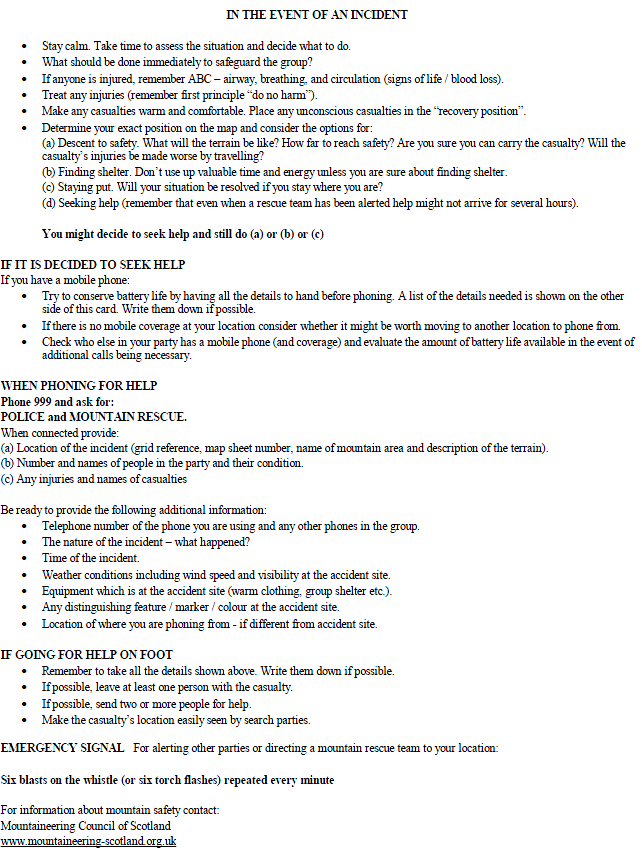 IN THE EVENT OF AN INCIDENT
• Stay calm. Take time to assess the situation and decide what to do.
• What should be done immediately to safeguard the group?
• If anyone is injured, remember ABC – airway, breathing, and circulation (signs of life / blood loss).
• Treat any injuries (remember first principle “do no harm”).
• Make any casualties warm and comfortable. Place any unconscious casualties in the “recovery position”.
• Determine your exact position on the map and consider the options for:
(a) Descent to safety. What will the terrain be like? How far to reach safety? Are you sure you can carry the casualty? Will the
casualty’s injuries be made worse by travelling?
(b) Finding shelter. Don’t use up valuable time and energy unless you are sure about finding shelter.
(c) Staying put. Will your situation be resolved if you stay where you are?
(d) Seeking help (remember that even when a rescue team has been alerted help might not arrive for several hours).
You might decide to seek help and still do (a) or (b) or (c)
IF IT IS DECIDED TO SEEK HELP
If you have a mobile phone:
• Try to conserve battery life by having all the details to hand before phoning. A list of the details needed is shown on the other
side of this card. Write them down if possible.
• If there is no mobile coverage at your location consider whether it might be worth moving to another location to phone from.
• Check who else in your party has a mobile phone (and coverage) and evaluate the amount of battery life available in the event of
additional calls being necessary.
WHEN PHONING FOR HELP
Phone 999 and ask for:
POLICE and MOUNTAIN RESCUE.
When connected provide:
(a) Location of the incident (grid reference, map sheet number, name of mountain area and description of the terrain).
(b) Number and names of people in the party and their condition.
(c) Any injuries and names of casualties
Be ready to provide the following additional information:
• Telephone number of the phone you are using and any other phones in the group.
• The nature of the incident – what happened?
• Time of the incident.
• Weather conditions including wind speed and visibility at the accident site.
• Equipment which is at the accident site (warm clothing, group shelter etc.).
• Any distinguishing feature / marker / colour at the accident site.
• Location of where you are phoning from - if different from accident site.
IF GOING FOR HELP ON FOOT
• Remember to take all the details shown above. Write them down if possible.
• If possible, leave at least one person with the casualty.
• If possible, send two or more people for help.
• Make the casualty’s location easily seen by search parties.
EMERGENCY SIGNAL For alerting other parties or directing a mountain rescue team to your location:
Six blasts on the whistle (or six torch flashes) repeated every minute
For information about mountain safety contact:
Mountaineering Council of Scotland
www.mountaineering-scotland.org.uk